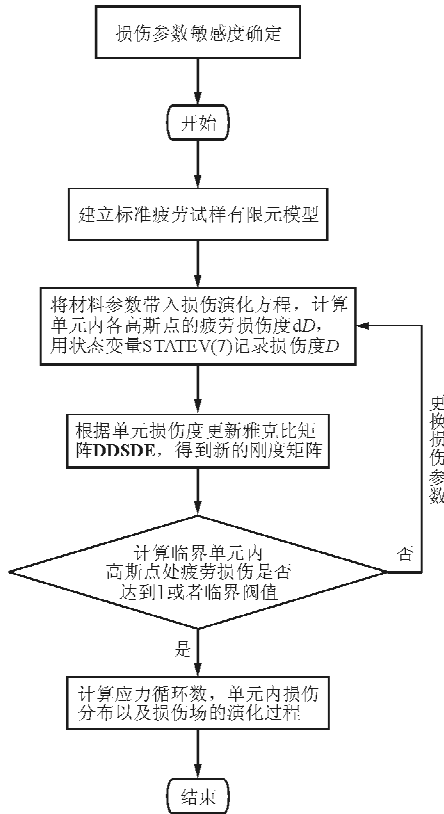 损伤参数敏感度确定
开始
建立标准疲劳试样有限元模型
将材料参数带入损伤演化方程，计算
单元内各高斯点的疲劳损伤度dD，
用状态变量STATEV(7)记录损伤度D
根据单元损伤度更新雅克比矩
阵DDSDE，得到新的刚度矩阵
更换损伤参数
计算临界单元内
高斯点处疲劳损伤是否
达到1或者临界阀值
否
是
计算应力循环数，单元内损伤
分布以及损伤场的演化过程
结束